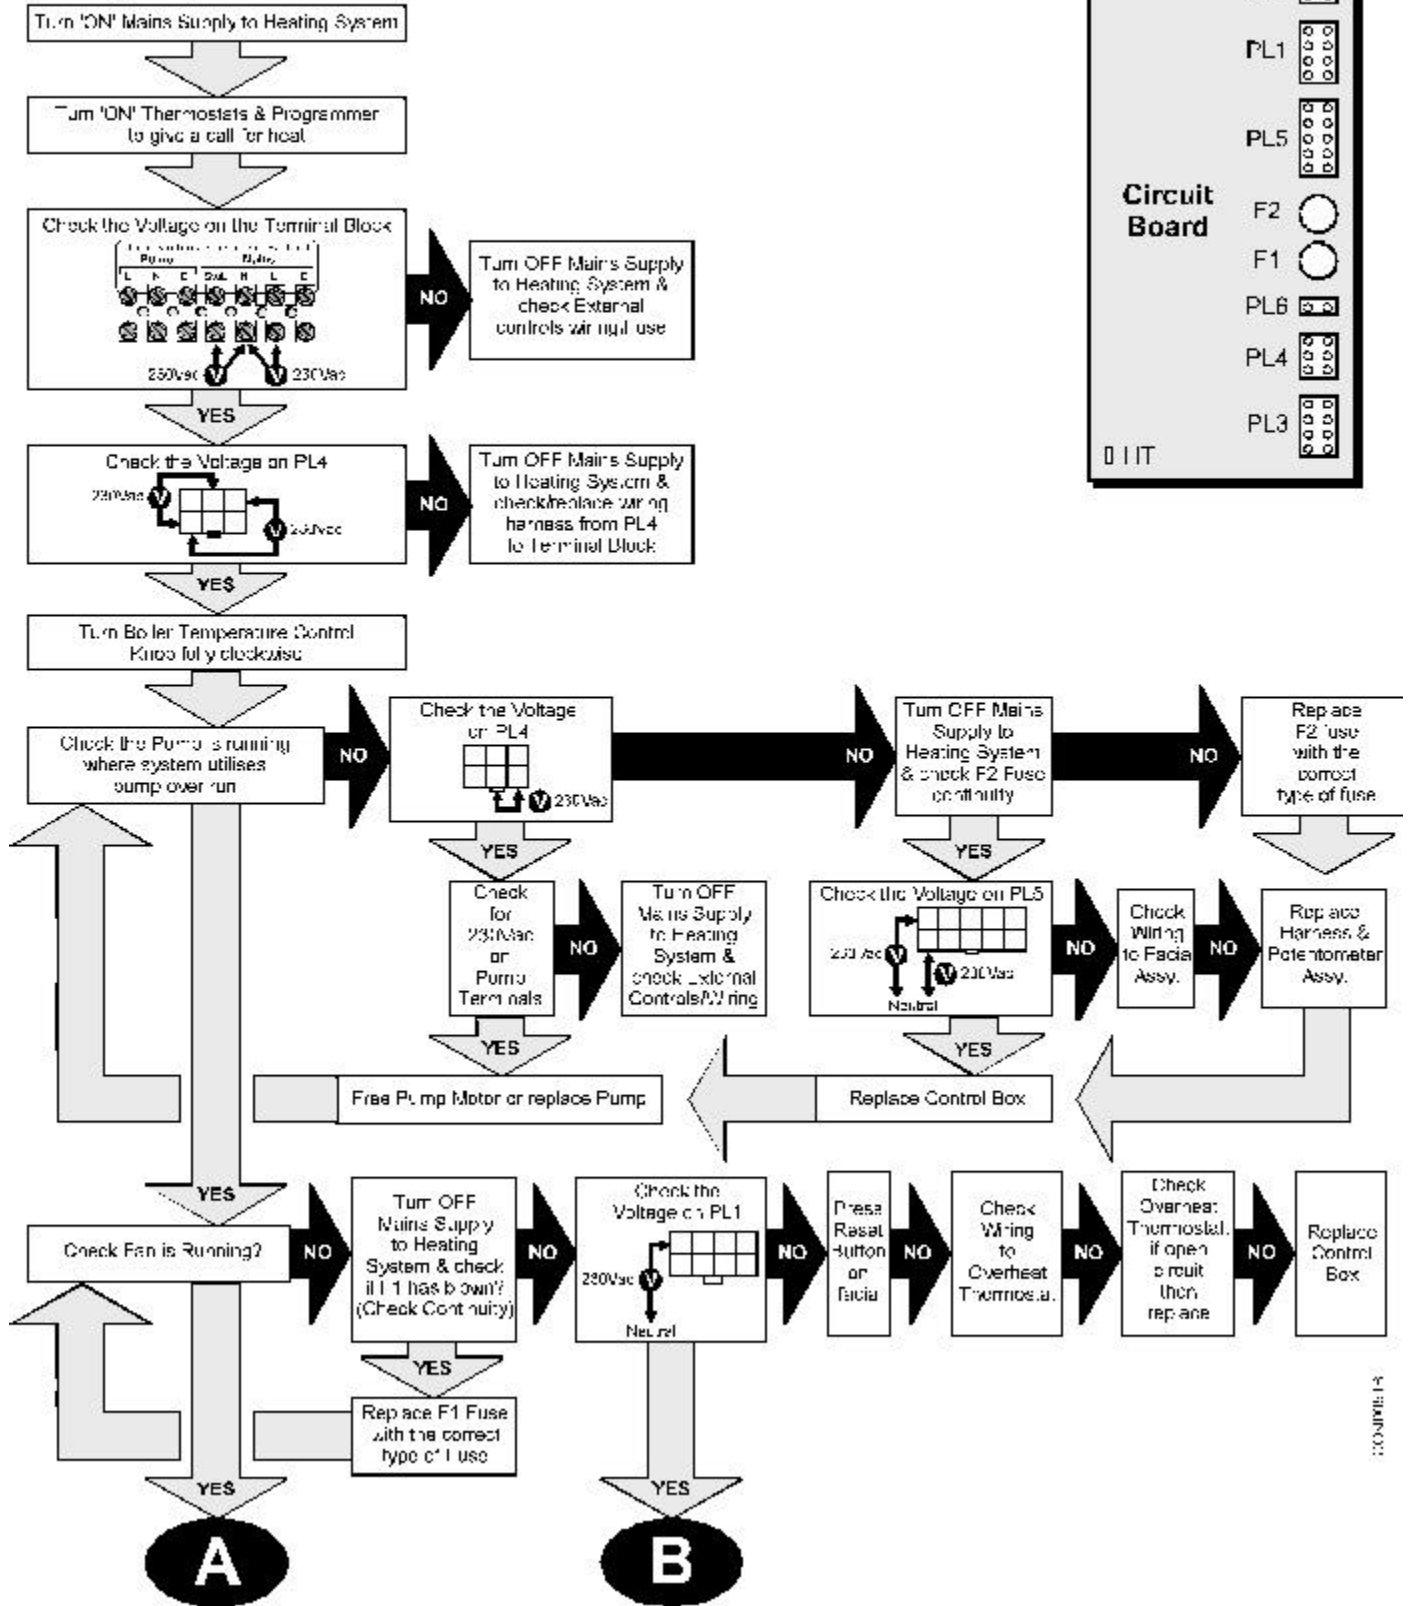 Turn 'ON' Mains Supply to Heating System
Turn 'ON' Thermostats & Programmer
to give a call for heat
Check the Voltage on the Terminal Block
Pump Mains
L N E SwL N L E
230Vac V V 230Vac
NO
Turn OFF Mains Supply
to Heating System &
check External
controls wiring/fuse
YES
Check the Voltage on PL4
230Vac V
V 230Vac
NO
Turn OFF Mains Supply
to Heating System &
check/replace wiring
harness from PL4
to Terminal Block
YES
Turn Boiler Temperature Control
Knob fully clockwise
Check the Pump is running
where system utilises
pump over run
NO
Check the Voltage
on PL4
V 230Vac
NO
Turn OFF Mains
Supply to
Heating System
& check F2 Fuse
continuity
NO
Replace
F2 fuse
with the
correct
type of fuse
YES
Check
for
230Vac
on
Pump
Terminals
NO
Turn OFF
Mains Supply
to Heating
System &
check External
Controls/Wiring
YES
Check the Voltage on PL5
230Vac V
V 230Vac
Neutral
NO
Check
Wiring
to Facia
Assy.
NO
Replace
Harness &
Potentometer
Assy.
YES
YES
Free Pump Motor or replace Pump
Replace Control Box
YES
Check Fan is Running?
NO
Turn OFF
Mains Supply
to Heating
System & check
if F1 has blown?
(Check Continuity)
NO
Check the
Voltage on PL1
230Vac V
Neutral
NO
Press
Reset
Button
on
facia
NO
Check
Wiring
to
Overheat
Thermostat
NO
Check
Overheat
Thermostat,
if open
circuit
then
replace
NO
Replace
Control
Box
YES
Replace F1 Fuse
with the correct
type of Fuse
YES
YES
A
B
PL1
PL5
Circuit
Board
F2
F1
PL6
PL4
PL3